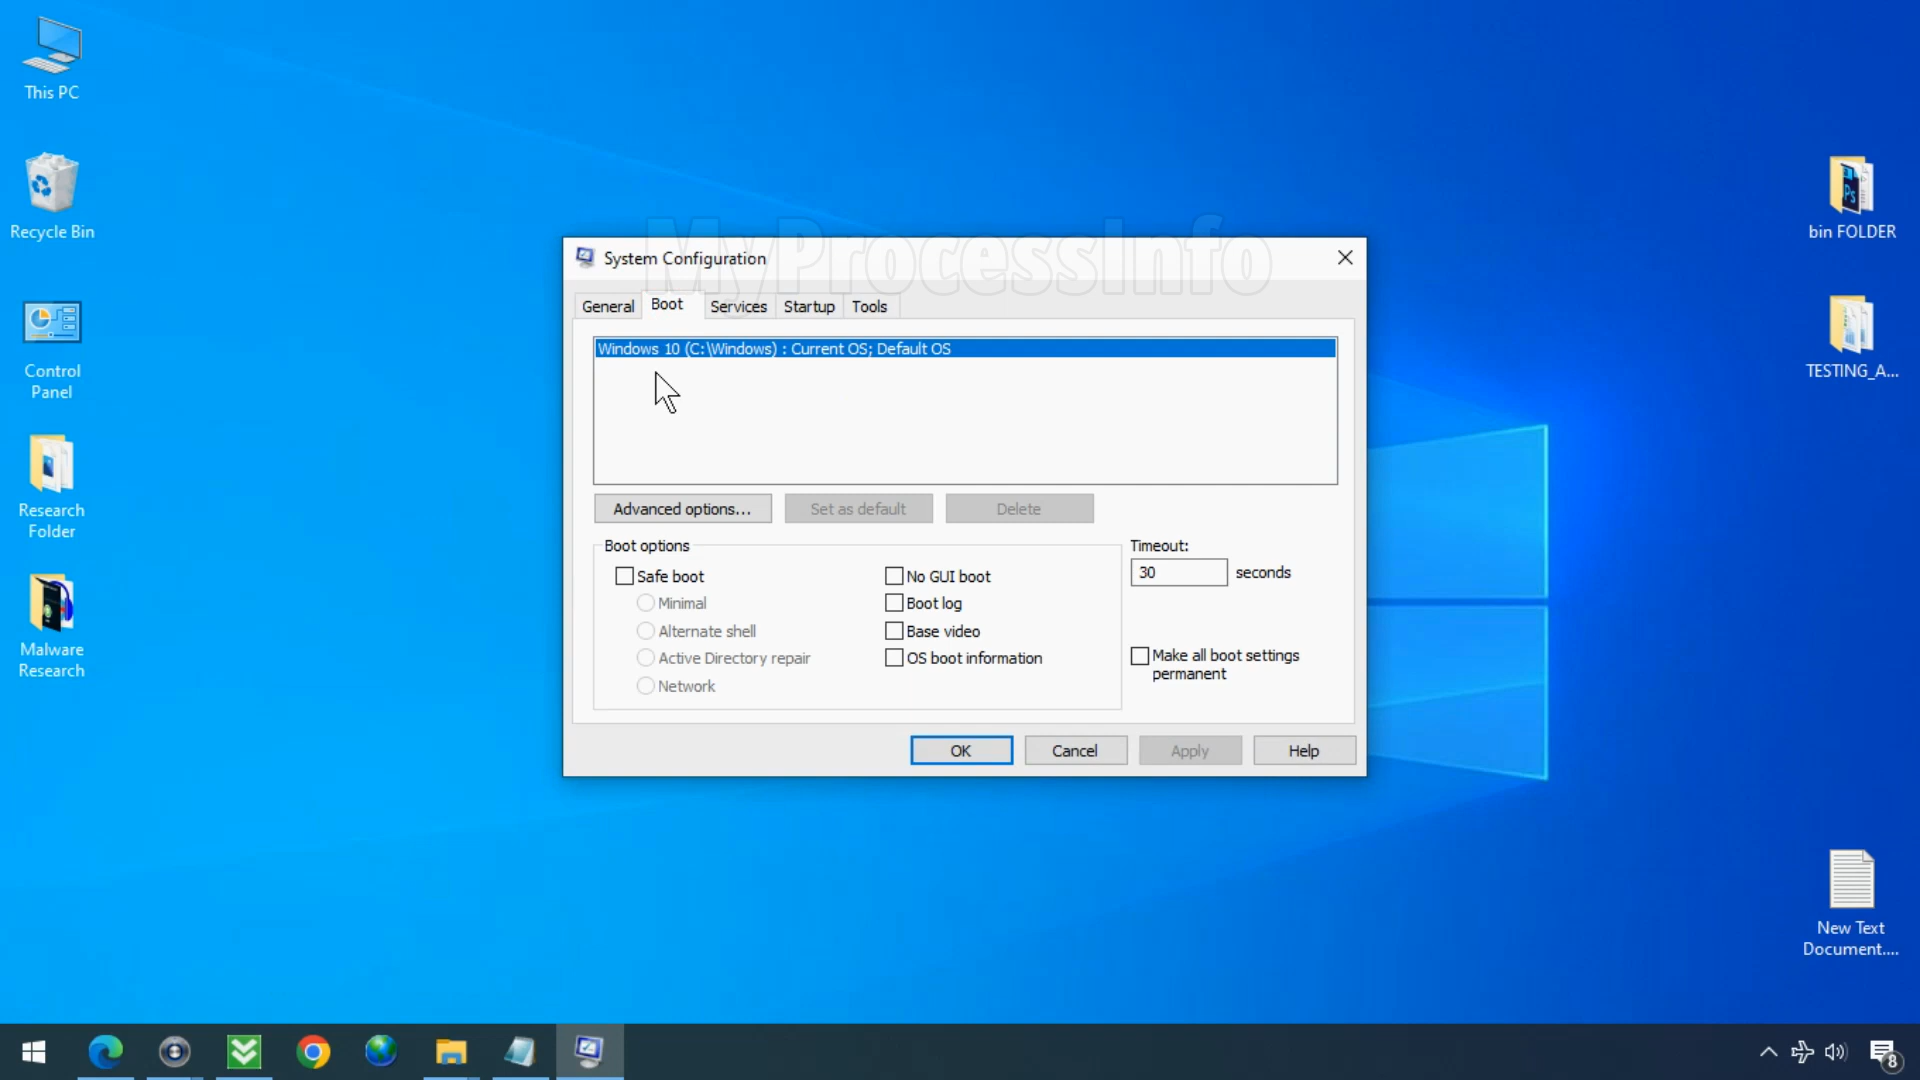 This PC
Recycle Bin
Control
Panel
Research
Folder
Malware
Research
MyProcessInfo
System Configuration
General
Boot
Services
Startup
Tools
Windows 10 (C:\Windows) : Current OS; Default OS
Advanced options...
Set as default
Delete
Boot options
Safe boot
Minimal
Alternate shell
Active Directory repair
Network
No GUI boot
Boot log
Base video
OS boot information
Timeout:
30
seconds
Make all boot settings
permanent
OK
Cancel
Apply
Help
Ps
bin FOLDER
TESTING_A...
New Text
Document....
8